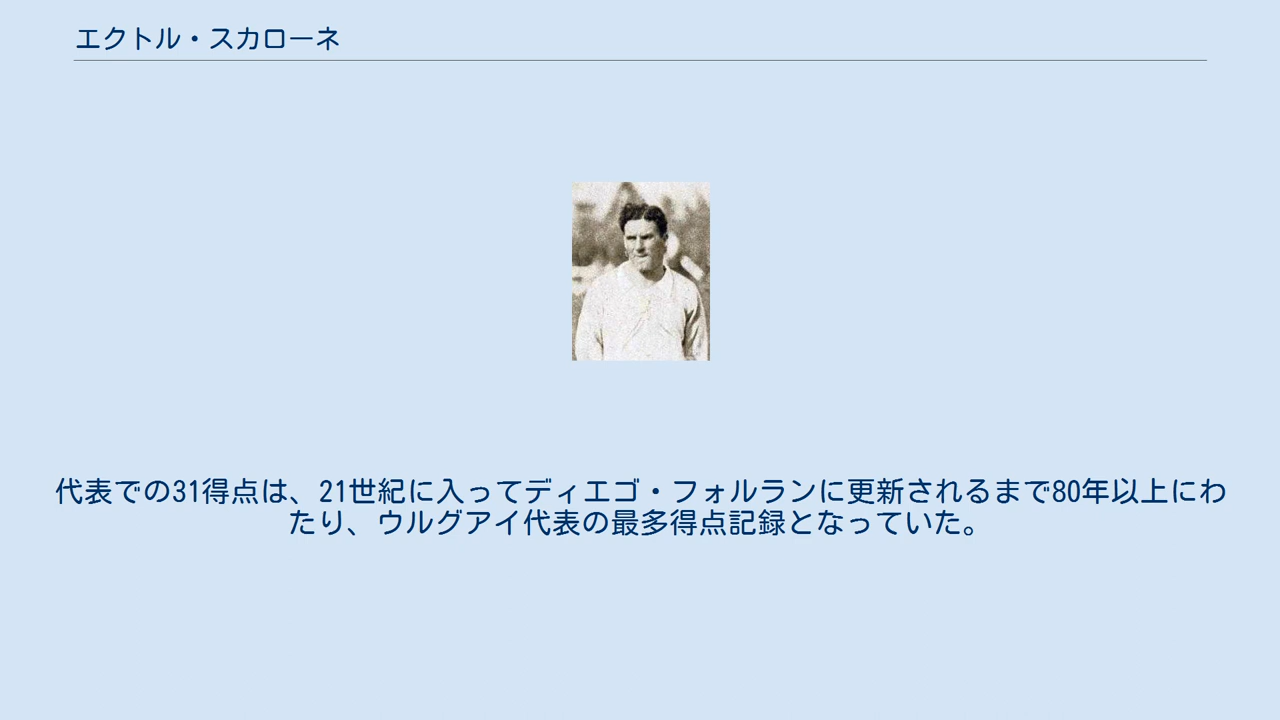 エクトル・スカローネ
代表での31得点は、21世紀に入ってディエゴ・フォルランに更新されるまで80年以上にわ
たり、ウルグアイ代表の最多得点記録となっていた。